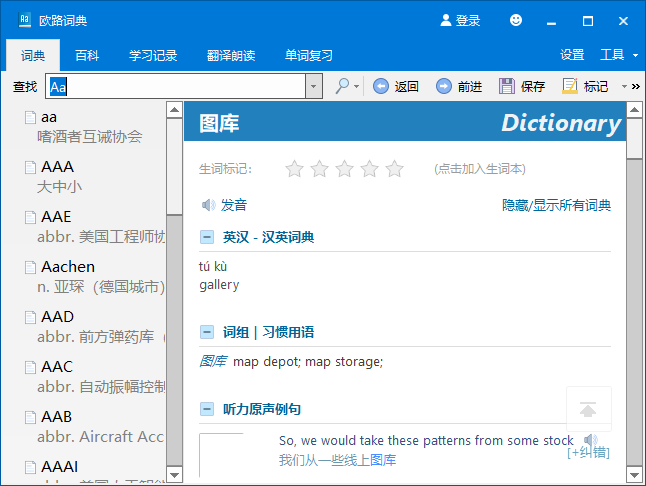 欧路词典
登录
词典 百科 学习记录 翻译朗读 单词复习 设置 工具
查找 Aa 返回 前进 保存 标记
aa
嗜酒者互诫协会
AAA
大中小
AAE
abbr. 美国工程师协
Aachen
n. 亚琛（德国城市）
AAD
abbr. 前方弹药库（
AAC
abbr. 自动振幅控制
AAB
abbr. Aircraft Acc
AAAI
图库 Dictionary
生词标记: (点击加入生词本)
发音 隐藏/显示所有词典
英汉 - 汉英词典
tú kù
gallery
词组 | 习惯用语
图库 map depot; map storage;
听力原声例句
So, we would take these patterns from some stock
我们从一些线上图库
[+纠错]